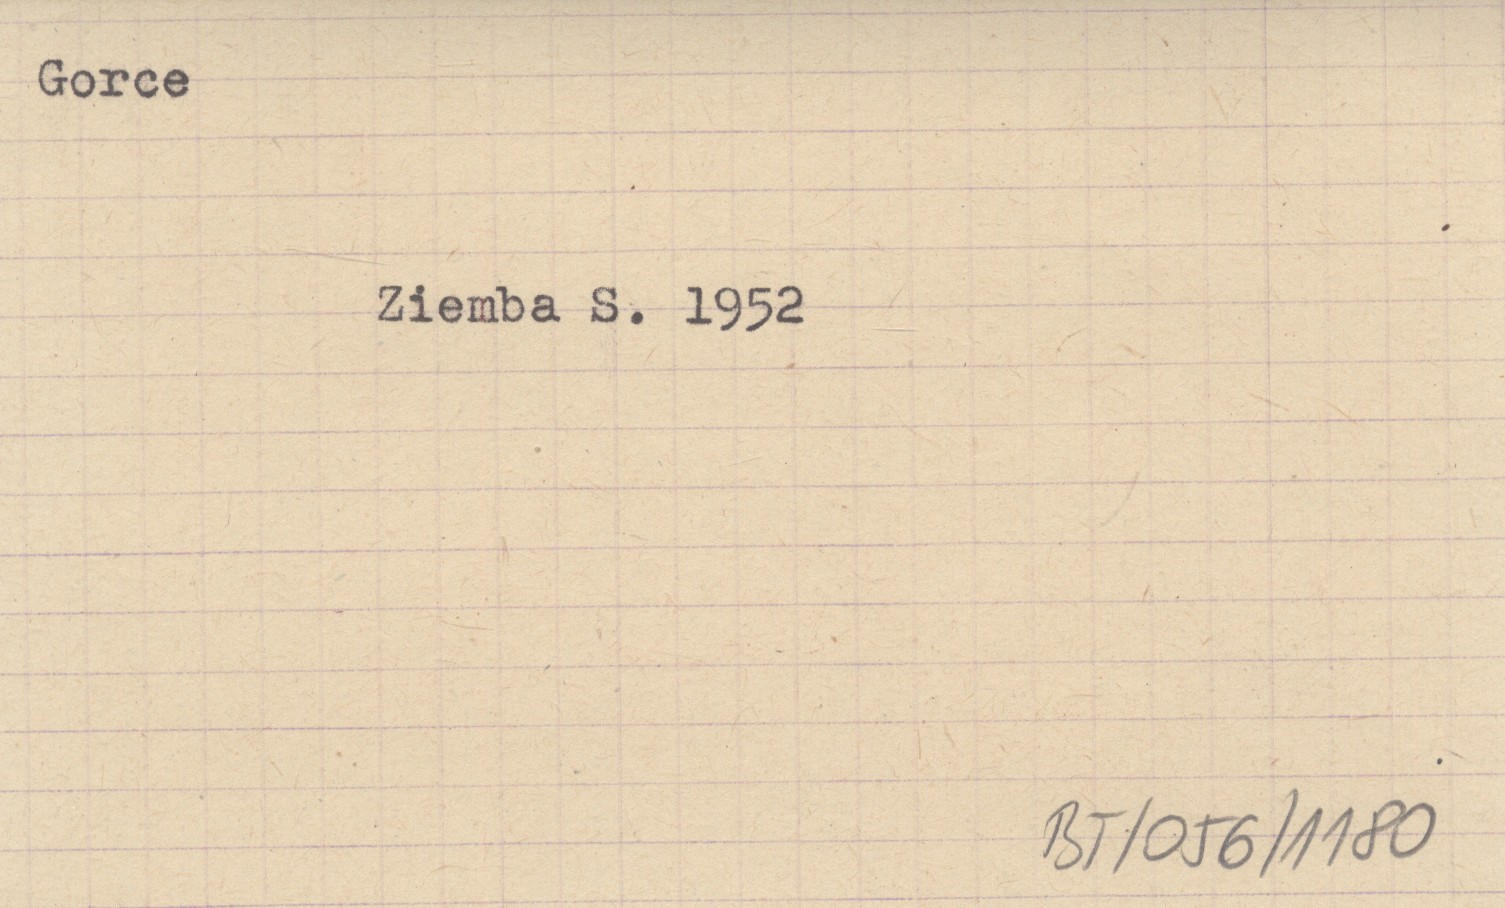 Gorce
Ziemba S. 1952
BT/056/1180